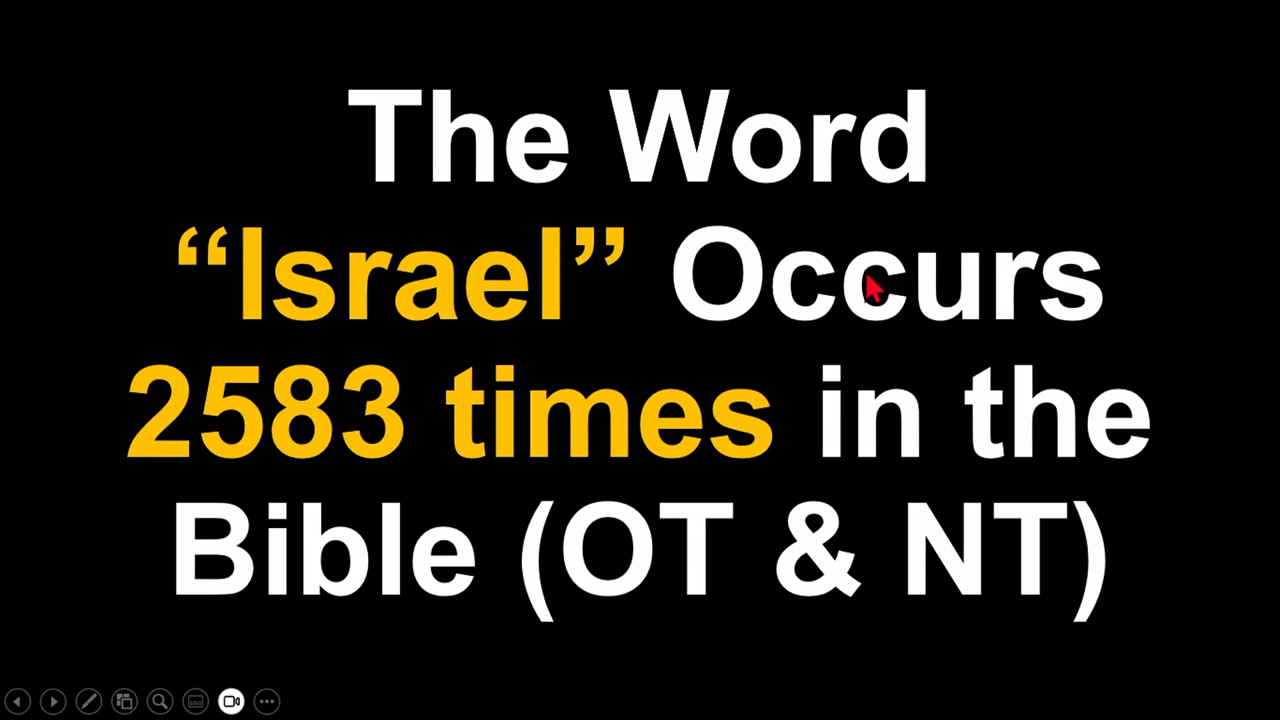 The Word
“Israel” Occurs
2583 times in the
Bible (OT & NT)